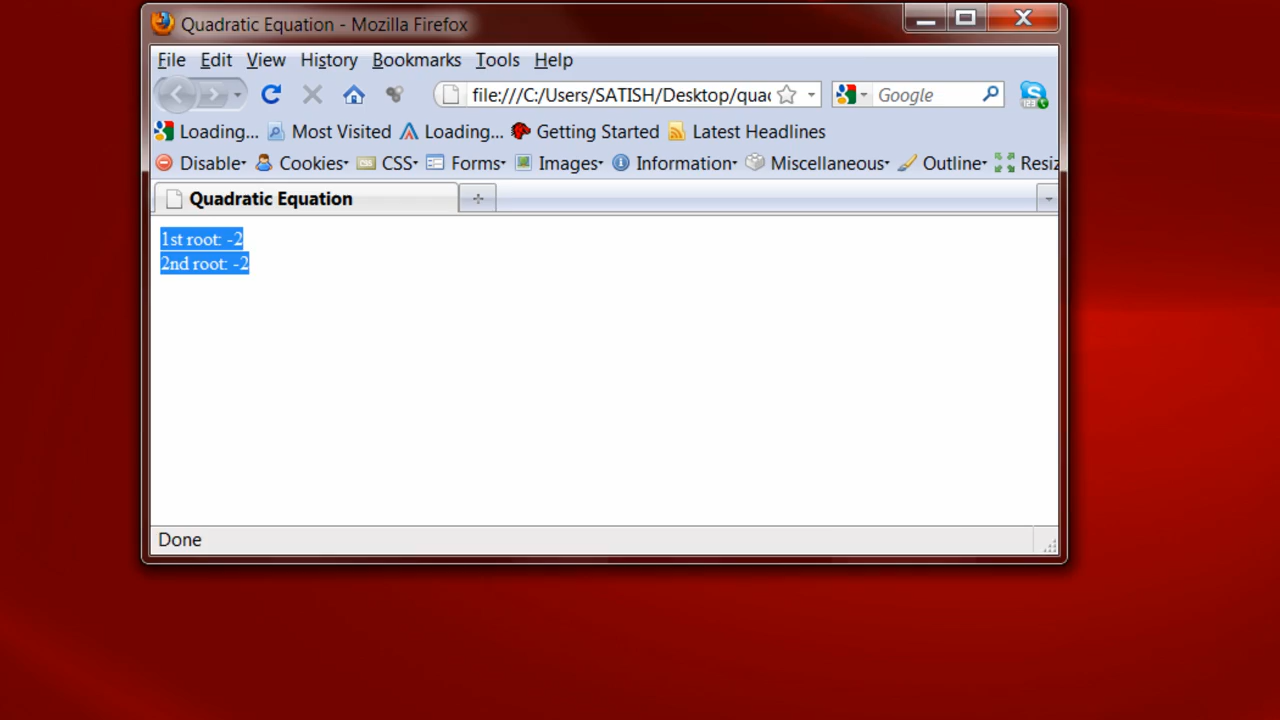 Quadratic Equation - Mozilla Firefox
File Edit View History Bookmarks Tools Help
file:///C:/Users/SATISH/Desktop/quac Google
Loading... Most Visited Loading... Getting Started Latest Headlines
Disable Cookies CSS Forms Images Information Miscellaneous Outline Resiz
Quadratic Equation
1st root: -2
2nd root: -2
Done